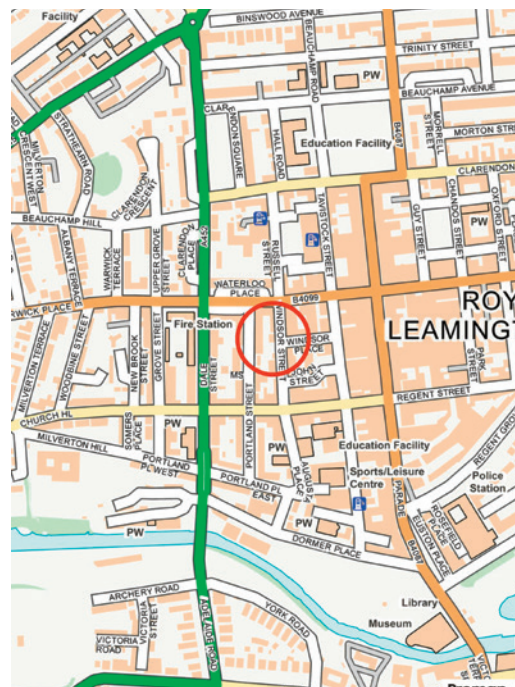 Facility
BINSWOOD AVENUE
BEAUCHAMP ROAD
TRINITY STREET
PW
BEAUCHAMP AVENUE
B4087
MORRELL STREET
MORTON STREET
MILVERTON CRESCENT WEST
STRATHEARN ROAD
CLARENDON SQUARE
HALL ROAD
Education Facility
CLARENDON
CLARENDON CRESCENT
BEAUCHAMP HILL
ALBANY TERRACE
WARWICK TERRACE
UPPER GROVE STREET
CLARENDON PLACE
A452
RUSSELL STREET
TAVISTOCK STREET
GUY STREET
CHANDOS STREET
OXFORD STREET
PW
WATERLOO PLACE
B4099
RWICK PLACE
ROY
LEAMINGT
Fire Station
WINDSOR STREET
WINDSOR PLACE
MILVERTON TERRACE
WOODBINE STREET
NEW BROOK STREET
GROVE STREET
DALE STREET
MS
JOHN STREET
PARK STREET
REGENT STREET
CHURCH HL
SOMERS PLACE
PW
PORTLAND STREET
PW
MILVERTON HILL
PORTLAND PL WEST
PORTLAND PL EAST
AUGUSTA PLACE
Education Facility
Sports/Leisure
Centre
REGENT GROV
Police
Station
PARADE
ROSEFIELD PLACE
EUSTON PLACE
PW
PW
DORMER PLACE
B4087
ARCHERY ROAD
VICTORIA STREET
VICTORIA ROAD
ADELAIDE ROAD
YORK ROAD
Library
Museum